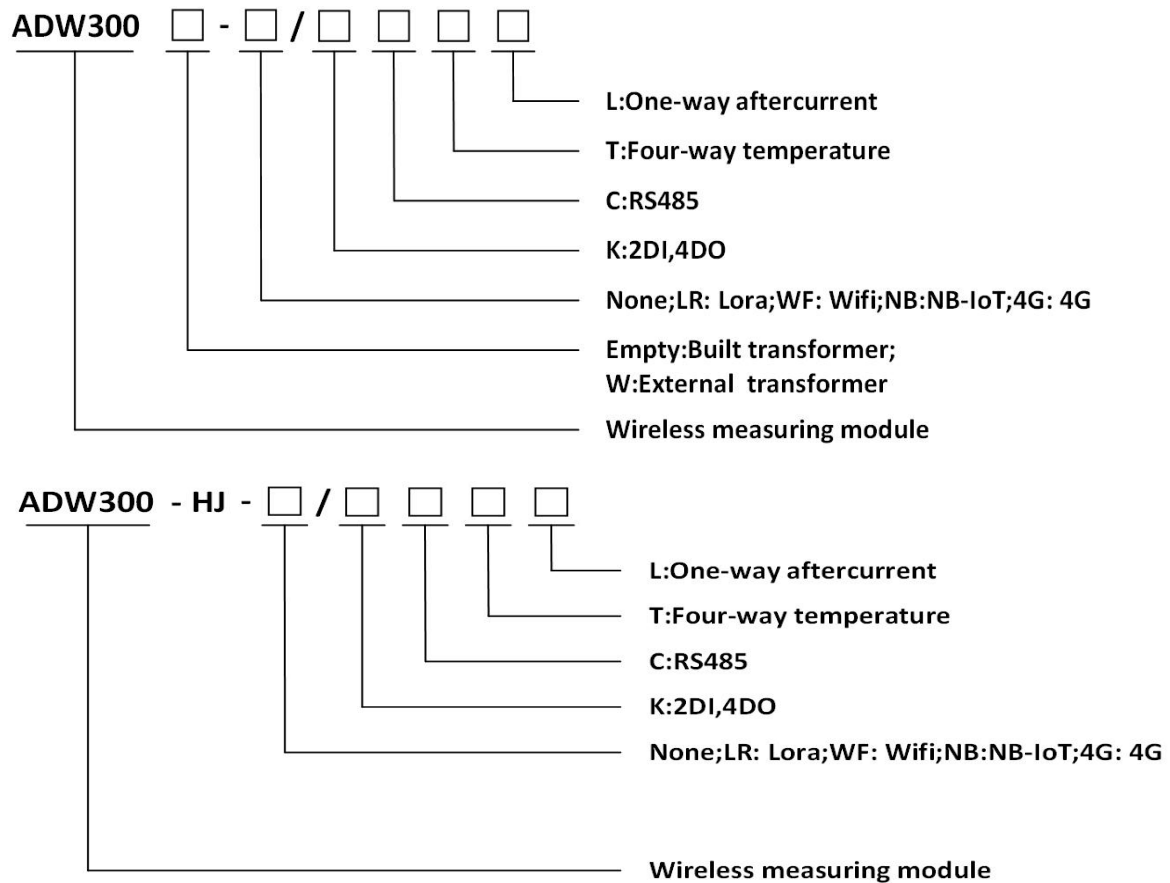 ADW300 □ - □ / □ □ □ □
L:One-way aftercurrent
T:Four-way temperature
C:RS485
K:2DI,4DO
None;LR: Lora;WF: Wifi;NB:NB-IoT;4G: 4G
Empty:Built transformer;
W:External transformer
Wireless measuring module
ADW300 - HJ - □ / □ □ □ □
L:One-way aftercurrent
T:Four-way temperature
C:RS485
K:2DI,4DO
None;LR: Lora;WF: Wifi;NB:NB-IoT;4G: 4G
Wireless measuring module